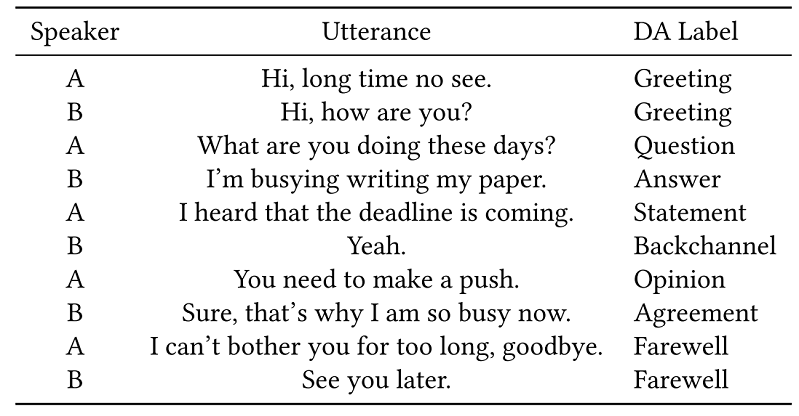 Speaker Utterance DA Label
A Hi, long time no see. Greeting
B Hi, how are you? Greeting
A What are you doing these days? Question
B I'm busying writing my paper. Answer
A I heard that the deadline is coming. Statement
B Yeah. Backchannel
A You need to make a push. Opinion
B Sure, that's why I am so busy now. Agreement
A I can't bother you for too long, goodbye. Farewell
B See you later. Farewell